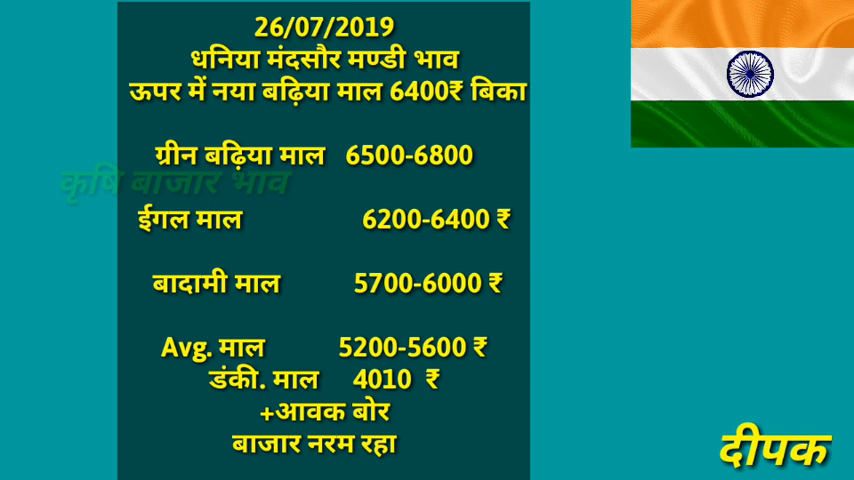 26/07/2019
धनिया मंदसौर मण्डी भाव
ऊपर में नया बढ़िया माल 6400₹ बिका
ग्रीन बढ़िया माल 6500-6800
कृषि बाजार भाव
ईगल माल 6200-6400 ₹
बादामी माल 5700-6000 ₹
Avg. माल 5200-5600 ₹
डंकी. माल 4010 ₹
+आवक बोर
बाजार नरम रहा
दीपक